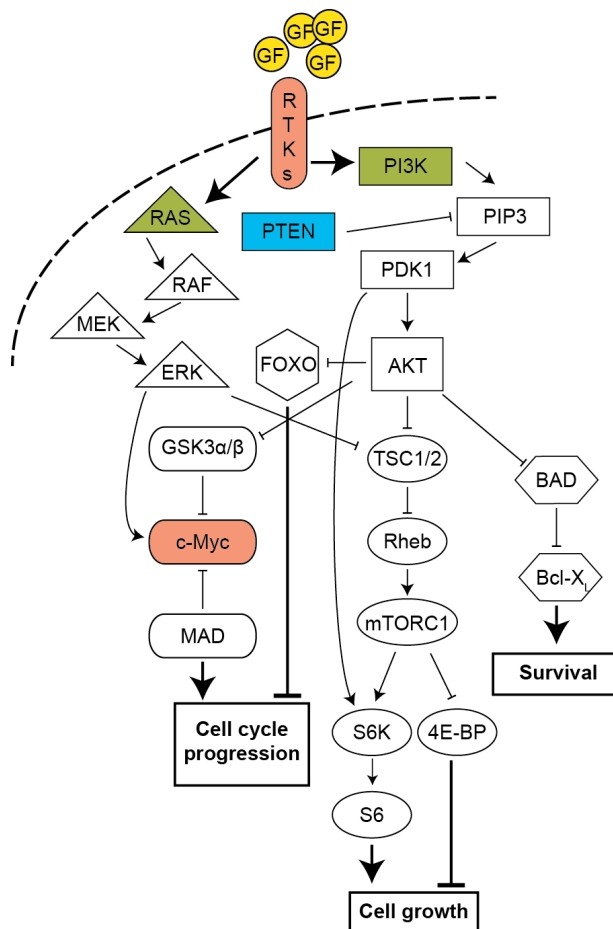 GF
GF
GF
GF
R
T
K
s
PI3K
RAS
PTEN
PIP3
RAF
PDK1
MEK
ERK
FOXO
AKT
GSK3α/β
TSC1/2
BAD
c-Myc
Rheb
Bcl-XL
MAD
mTORC1
Survival
Cell cycle
progression
S6K
4E-BP
S6
Cell growth